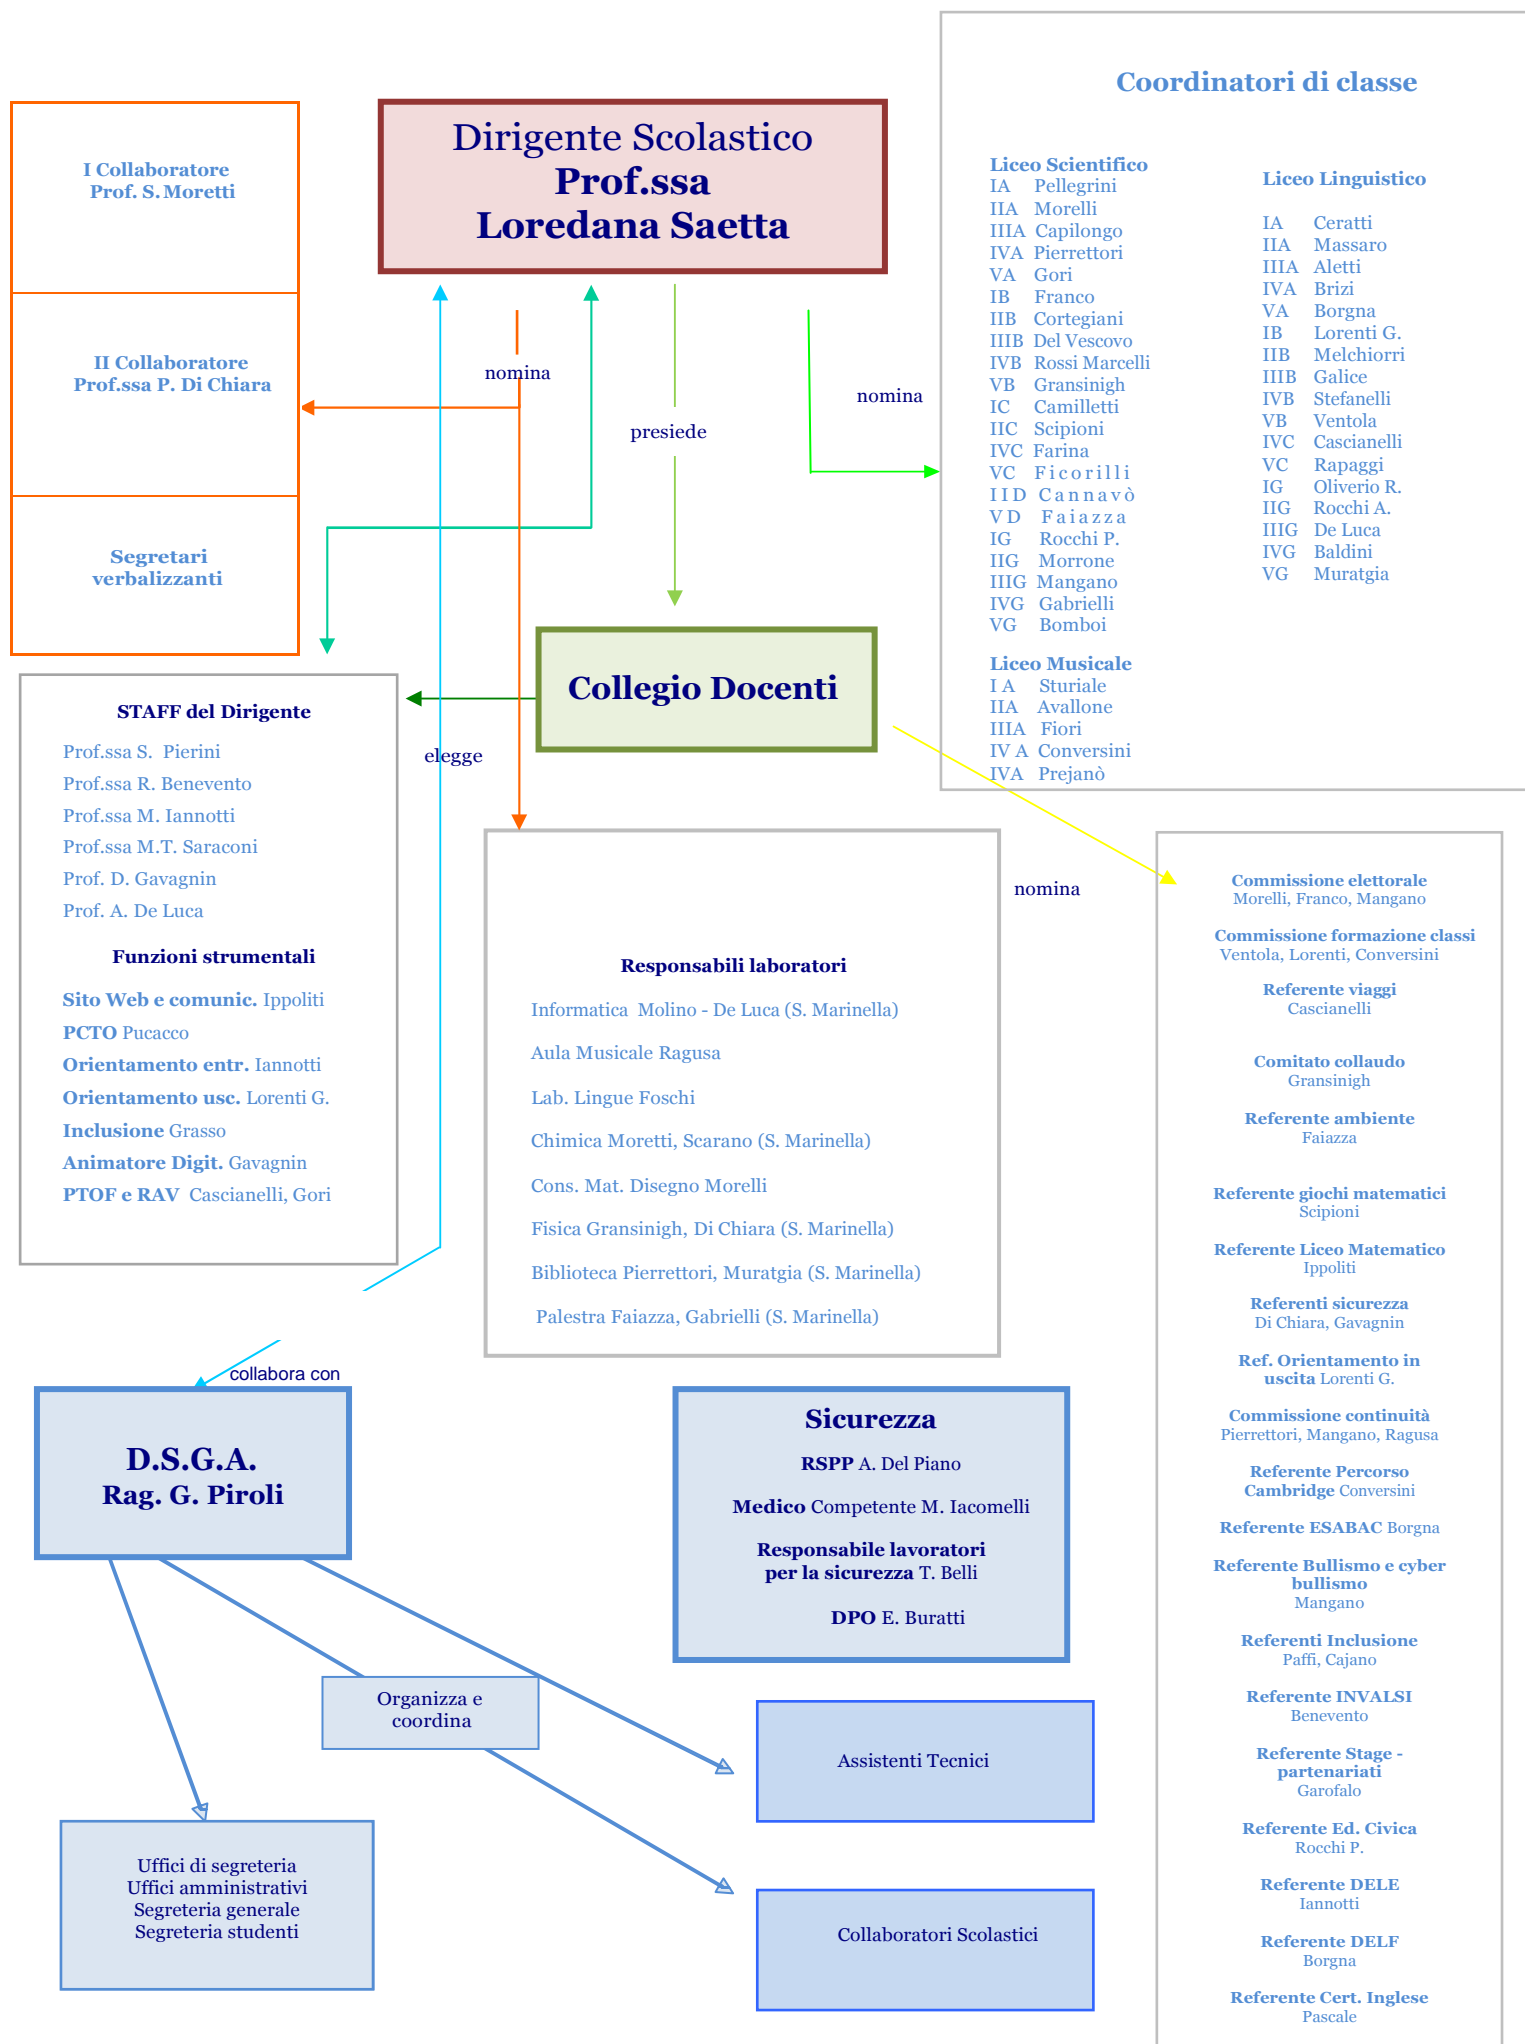 I Collaboratore
Prof. S. Moretti
II Collaboratore
Prof.ssa P. Di Chiara
Segretari
verbalizzanti
Dirigente Scolastico
Prof.ssa
Loredana Saetta
nomina
presiede
nomina
Coordinatori di classe
Liceo Scientifico
IA Pellegrini
IIA Morelli
IIIA Capilongo
IVA Pierrettori
VA Gori
IB Franco
IIB Cortegiani
IIIB Del Vescovo
IVB Rossi Marcelli
VB Gransinigh
IC Camilletti
IIC Scipioni
IVC Farina
VC Ficorilli
IID Cannavò
VD Faiazza
IG Rocchi P.
IIG Morrone
IIIG Mangano
IVG Gabrielli
VG Bomboi
Liceo Musicale
I A Sturiale
IIA Avallone
IIIA Fiori
IV A Conversini
IVA Prejanò
Liceo Linguistico
IA Ceratti
IIA Massaro
IIIA Aletti
IVA Brizi
VA Borgna
IB Lorenti G.
IIB Melchiorri
IIIB Galice
IVB Stefanelli
VB Ventola
IVC Cascianelli
VC Rapaggi
IG Oliverio R.
IIG Rocchi A.
IIIG De Luca
IVG Baldini
VG Muratgia
Collegio Docenti
elegge
STAFF del Dirigente
Prof.ssa S. Pierini
Prof.ssa R. Benevento
Prof.ssa M. Iannotti
Prof.ssa M.T. Saraconi
Prof. D. Gavagnin
Prof. A. De Luca
Funzioni strumentali
Sito Web e comunic. Ippoliti
PCTO Pucacco
Orientamento entr. Iannotti
Orientamento usc. Lorenti G.
Inclusione Grasso
Animatore Digit. Gavagnin
PTOF e RAV Cascianelli, Gori
Responsabili laboratori
Informatica Molino - De Luca (S. Marinella)
Aula Musicale Ragusa
Lab. Lingue Foschi
Chimica Moretti, Scarano (S. Marinella)
Cons. Mat. Disegno Morelli
Fisica Gransinigh, Di Chiara (S. Marinella)
Biblioteca Pierrettori, Muratgia (S. Marinella)
Palestra Faiazza, Gabrielli (S. Marinella)
nomina
Commissione elettorale
Morelli, Franco, Mangano
Commissione formazione classi
Ventola, Lorenti, Conversini
Referente viaggi
Cascianelli
Comitato collaudo
Gransinigh
Referente ambiente
Faiazza
Referente giochi matematici
Scipioni
Referente Liceo Matematico
Ippoliti
Referenti sicurezza
Di Chiara, Gavagnin
Ref. Orientamento in
uscita Lorenti G.
Commissione continuità
Pierrettori, Mangano, Ragusa
Referente Percorso
Cambridge Conversini
Referente ESABAC Borgna
Referente Bullismo e cyber
bullismo
Mangano
Referenti Inclusione
Paffi, Cajano
Referente INVALSI
Benevento
Referente Stage -
partenariati
Garofalo
Referente Ed. Civica
Rocchi P.
Referente DELE
Iannotti
Referente DELF
Borgna
Referente Cert. Inglese
Pascale
collabora con
D.S.G.A.
Rag. G. Piroli
Sicurezza
RSPP A. Del Piano
Medico Competente M. Iacomelli
Responsabile lavoratori
per la sicurezza T. Belli
DPO E. Buratti
Organizza e
coordina
Assistenti Tecnici
Uffici di segreteria
Uffici amministrativi
Segreteria generale
Segreteria studenti
Collaboratori Scolastici